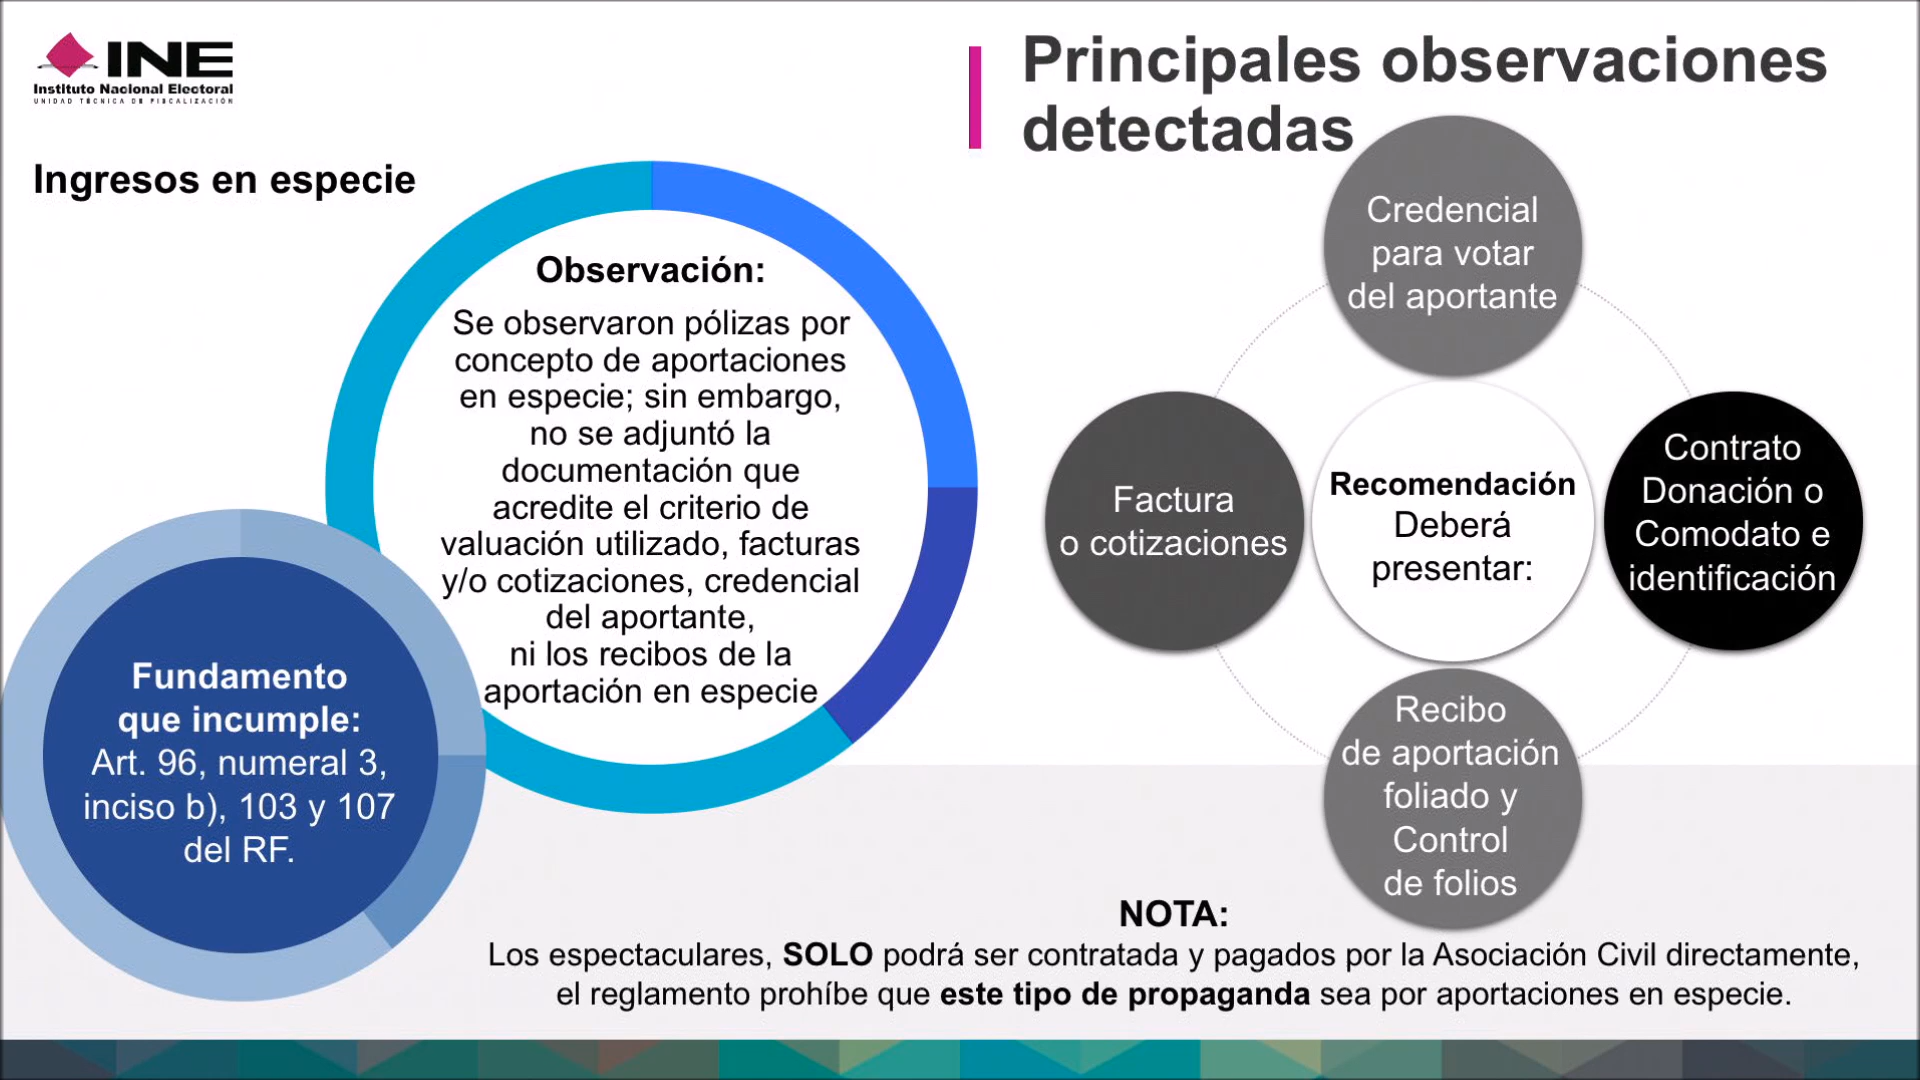 INE
Instituto Nacional Electoral
UNIDAD TÉCNICA DE FISCALIZACIÓN
Principales observaciones
detectadas
Ingresos en especie
Observación:
Se observaron pólizas por
concepto de aportaciones
en especie; sin embargo,
no se adjuntó la
documentación que
acredite el criterio de
valuación utilizado, facturas
y/o cotizaciones, credencial
del aportante,
ni los recibos de la
aportación en especie
Fundamento
que incumple:
Art. 96, numeral 3,
inciso b), 103 y 107
del RF.
Credencial
para votar
del aportante
Factura
o cotizaciones
Recomendación
Deberá
presentar:
Contrato
Donación o
Comodato e
identificación
Recibo
de aportación
foliado y
Control
de folios
NOTA:
Los espectaculares, SOLO podrá ser contratada y pagados por la Asociación Civil directamente,
el reglamento prohíbe que este tipo de propaganda sea por aportaciones en especie.